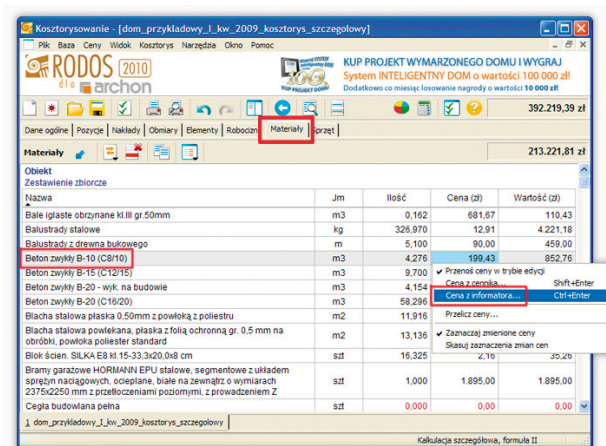 Kosztorysowanie - [dom_przykladowy_I_kw_2009_kosztorys_szczegolowy]
Plik Baza Ceny Widok Kosztorys Narzędzia Okno Pomoc
RODOS 2010
dla archon
KUP PROJEKT WYMARZONEGO DOMU I WYGRAJ
System INTELIGENTNY DOM o wartości 100 000 zł!
Dodatkowo co miesiąc losowanie nagrody o wartości 10 000 zł!
392.219,39 zł
Dane ogólne Pozycje Nakłady Obmiary Elementy Robocizna Materiały Sprzęt
Materiały 213.221,81 zł
Obiekt
Zestawienie zbiorcze
Nazwa Jm Ilość Cena (zł) Wartość (zł)
Bale iglaste obrzynane kl.III gr.50mm m3 0,162 681,67 110,43
Balustrady stalowe kg 326,970 12,91 4.221,18
Balustrady z drewna bukowego m 5,100 90,00 459,00
Beton zwykły B-10 (C8/10) m3 4,276 199,43 852,76
Beton zwykły B-15 (C12/15) m3 9,700 Przenoś ceny w trybie edycji
Cena z cennika... Shift+Enter
Beton zwykły B-20 - wyk. na budowie m3 4,154 Cena z informatora... Ctrl+Enter
Beton zwykły B-20 (C16/20) m3 58,296
Blacha stalowa płaska 0,50mm z powłoką z poliestru m2 11,916 Przelicz ceny...
Blacha stalowa powlekana, płaska z folią ochronną gr. 0,5 mm na
obróbki, powłoka poliester standard m2 13,136 Zaznaczaj zmienione ceny
Skasuj zaznaczenia zmian cen
Blok ścien. SILKA E8 kl.15-33,3x20,0x8 cm szt 16,325 2,16 35,26
Bramy garażowe HORMANN EPU stalowe, segmentowe z układem
sprężyn naciągowych, ocieplane, białe na zewnątrz o wymiarach
2375x2250 mm z przetłoczeniami poziomymi, z prowadzeniem Z szt 1,000 1.895,00 1.895,00
Cegła budowlana pełna szt 0,000 0,00 0,00
1 dom_przykladowy_I_kw_2009_kosztorys_szczegolowy
Kalkulacja szczegółowa, formuła II